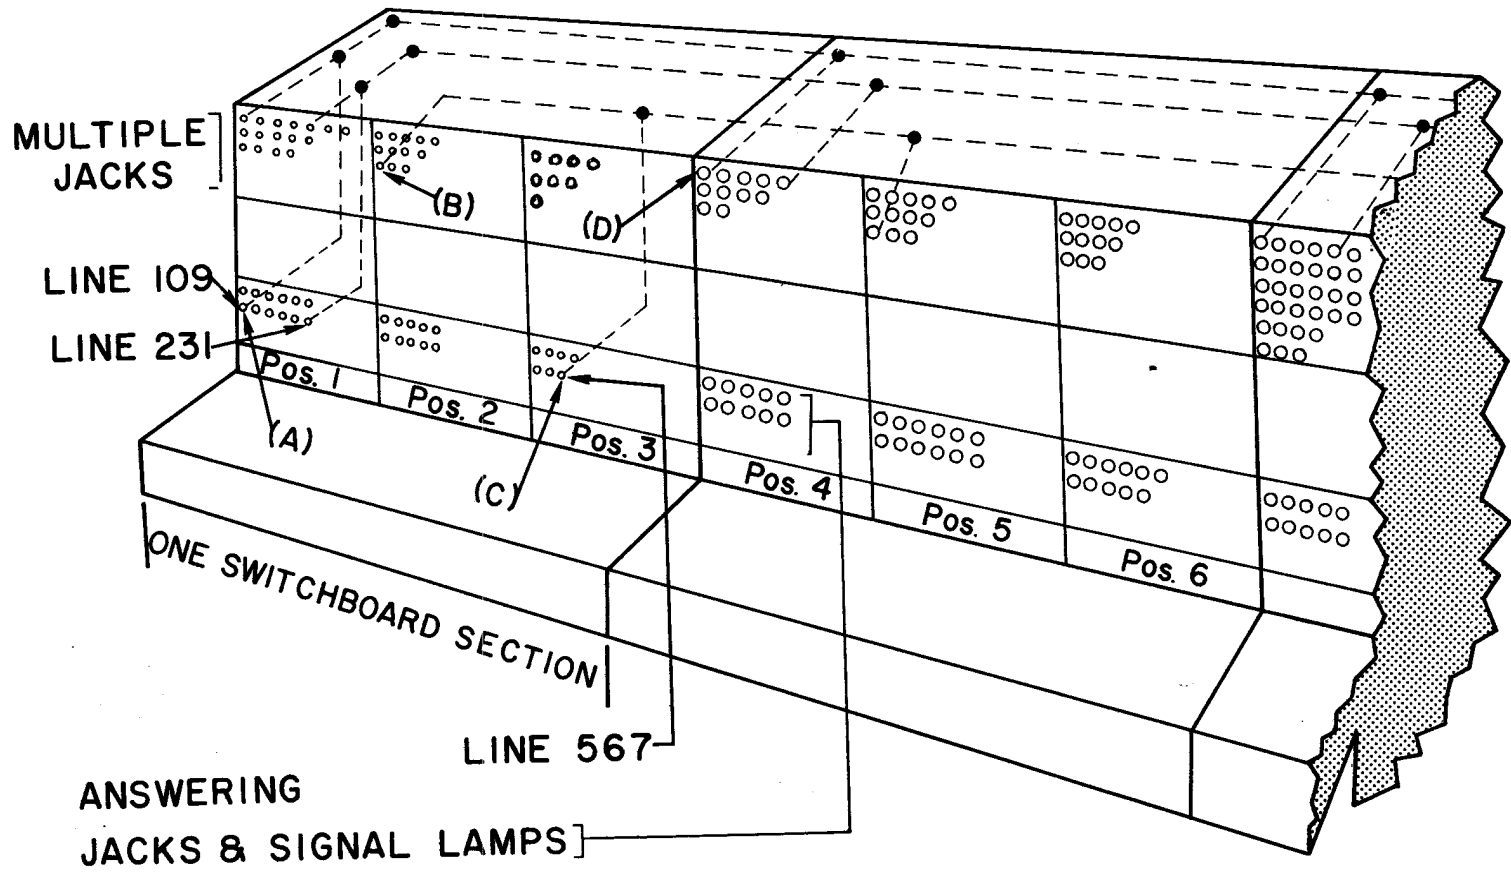 MULTIPLE
JACKS
(B)
(D)
LINE 109
LINE 231
Pos. 1
Pos. 2
Pos. 3
Pos. 4
Pos. 5
Pos. 6
(A)
(C)
ONE SWITCHBOARD SECTION
LINE 567
ANSWERING
JACKS & SIGNAL LAMPS